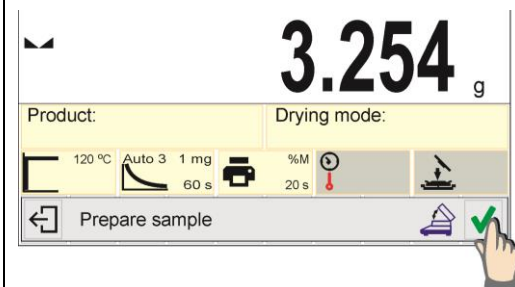 3.254 g
Product: Drying mode:
120 ºC Auto 3 1 mg %M
60 s 20 s
Prepare sample